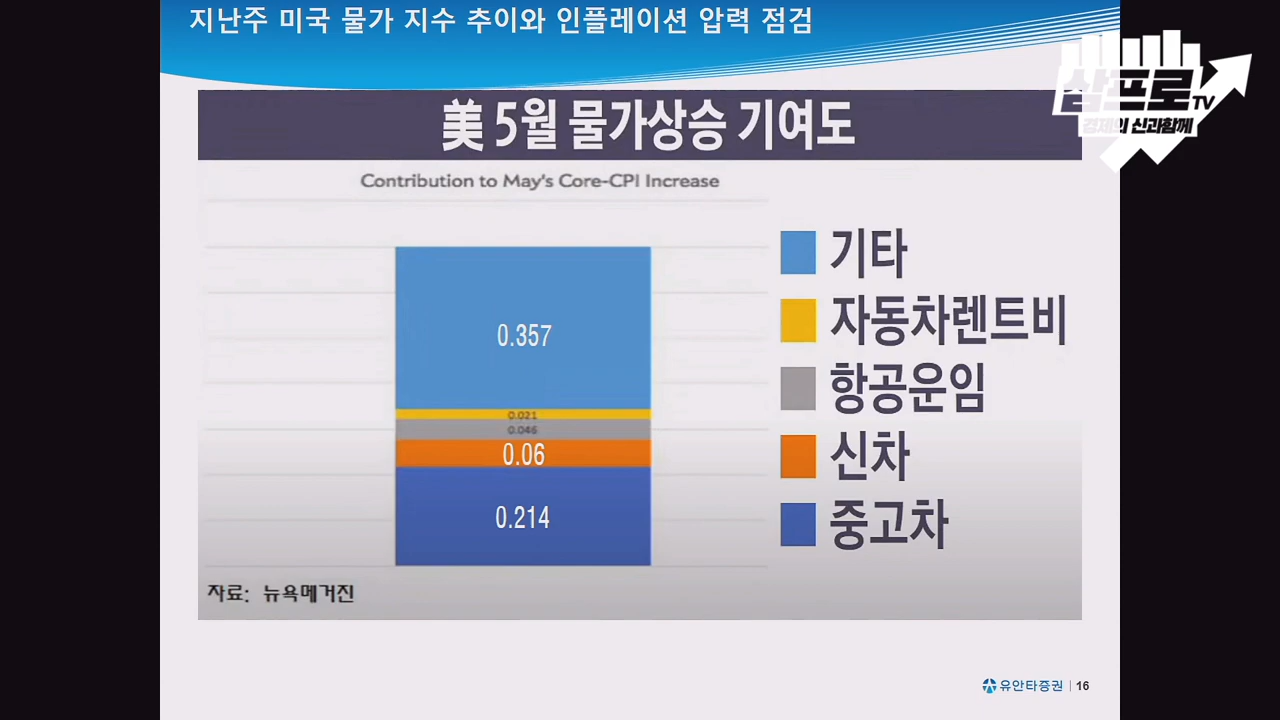 지난주 미국 물가 지수 추이와 인플레이션 압력 점검
삼프로TV
경제의 신과함께
美 5월 물가상승 기여도
Contribution to May's Core-CPI Increase
0.357
0.021
0.046
0.06
0.214
기타
자동차렌트비
항공운임
신차
중고차
자료: 뉴욕메거진
유안타증권 | 16